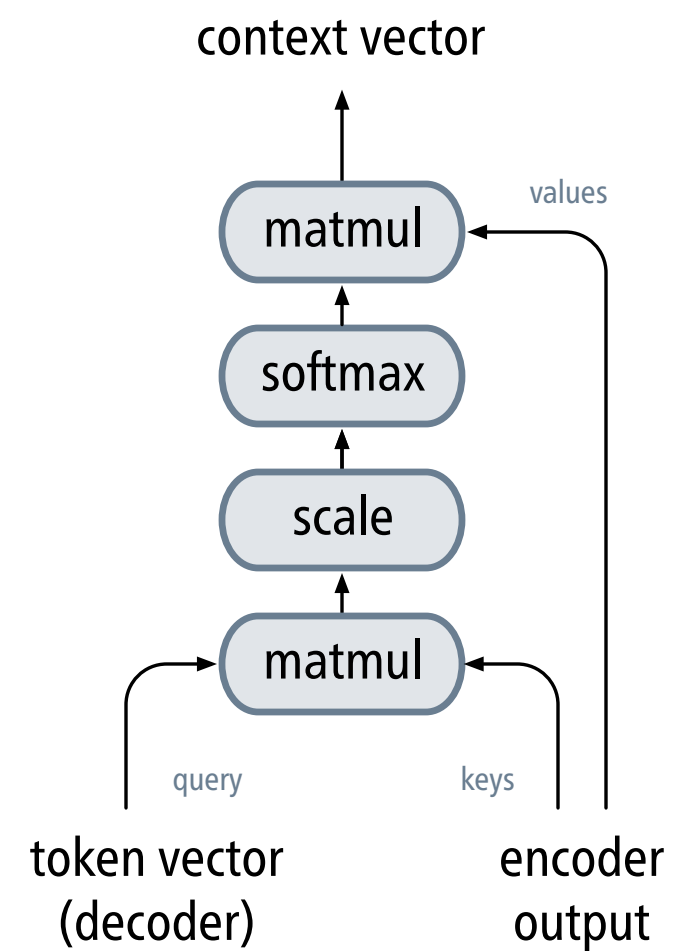 context vector
values
matmul
softmax
scale
matmul
query
keys
token vector
(decoder)
encoder
output